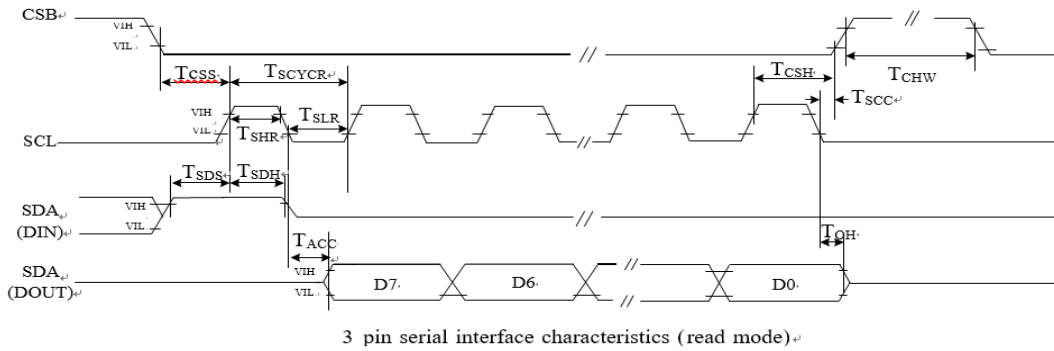 CSB
VIH
VIL
TCSS
TSCYCR
TCSH
TCHW
TSCC
SCL
VIH
VIL
TSHR
TSLR
TSDS
TSDH
SDA
(DIN)
VIH
VIL
TACC
TOH
SDA
(DOUT)
VIH
VIL
D7
D6
D0
3 pin serial interface characteristics (read mode)